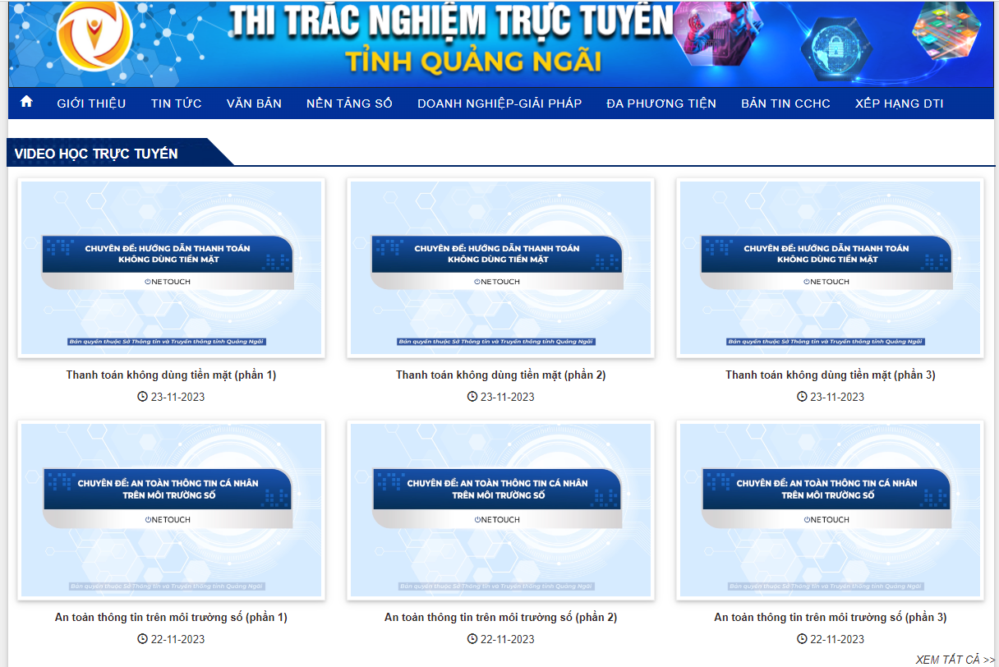 THI TRẮC NGHIỆM TRỰC TUYẾN
TỈNH QUẢNG NGÃI
GIỚI THIỆU TIN TỨC VĂN BẢN NỀN TẢNG SỐ DOANH NGHIỆP-GIẢI PHÁP ĐA PHƯƠNG TIỆN BẢN TIN CCHC XẾP HẠNG DTI
VIDEO HỌC TRỰC TUYẾN
CHUYÊN ĐỀ: HƯỚNG DẪN THANH TOÁN
KHÔNG DÙNG TIỀN MẶT
ONETOUCH
Bản quyền thuộc Sở Thông tin và Truyền thông tỉnh Quảng Ngãi
Thanh toán không dùng tiền mặt (phần 1)
23-11-2023
CHUYÊN ĐỀ: HƯỚNG DẪN THANH TOÁN
KHÔNG DÙNG TIỀN MẶT
ONETOUCH
Bản quyền thuộc Sở Thông tin và Truyền thông tỉnh Quảng Ngãi
Thanh toán không dùng tiền mặt (phần 2)
23-11-2023
CHUYÊN ĐỀ: HƯỚNG DẪN THANH TOÁN
KHÔNG DÙNG TIỀN MẶT
ONETOUCH
Bản quyền thuộc Sở Thông tin và Truyền thông tỉnh Quảng Ngãi
Thanh toán không dùng tiền mặt (phần 3)
23-11-2023
CHUYÊN ĐỀ: AN TOÀN THÔNG TIN CÁ NHÂN
TRÊN MÔI TRƯỜNG SỐ
ONETOUCH
Bản quyền thuộc Sở Thông tin và Truyền thông tỉnh Quảng Ngãi
An toàn thông tin trên môi trường số (phần 1)
22-11-2023
CHUYÊN ĐỀ: AN TOÀN THÔNG TIN CÁ NHÂN
TRÊN MÔI TRƯỜNG SỐ
ONETOUCH
Bản quyền thuộc Sở Thông tin và Truyền thông tỉnh Quảng Ngãi
An toàn thông tin trên môi trường số (phần 2)
22-11-2023
CHUYÊN ĐỀ: AN TOÀN THÔNG TIN CÁ NHÂN
TRÊN MÔI TRƯỜNG SỐ
ONETOUCH
Bản quyền thuộc Sở Thông tin và Truyền thông tỉnh Quảng Ngãi
An toàn thông tin trên môi trường số (phần 3)
22-11-2023
XEM TẤT CẢ >>